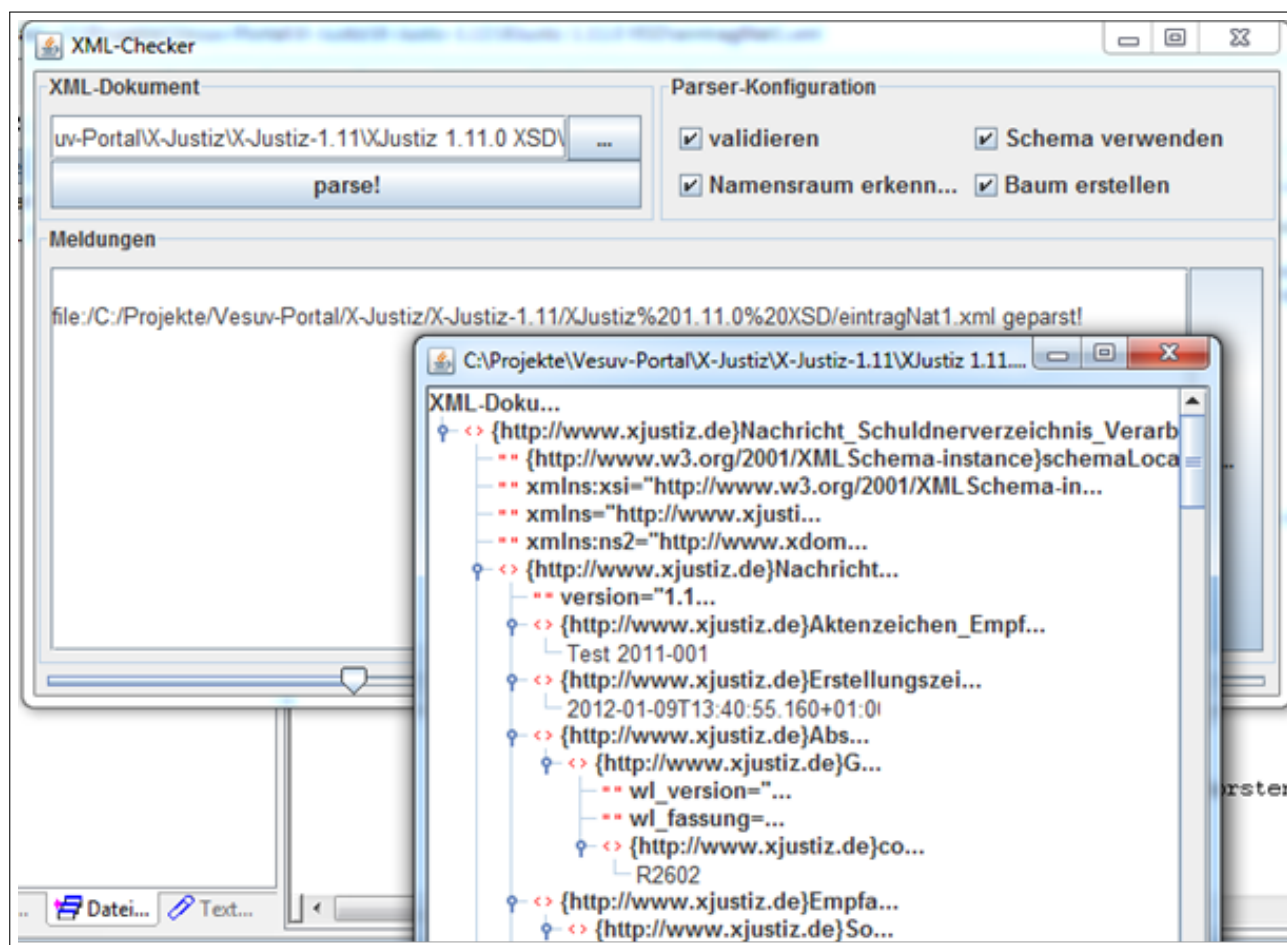 XML-Checker
XML-Dokument
uv-Portal\X-Justiz\X-Justiz-1.11\XJustiz 1.11.0 XSD\
...
parse!
Parser-Konfiguration
validieren
Schema verwenden
Namensraum erkenn...
Baum erstellen
Meldungen
file:/C:/Projekte/Vesuv-Portal/X-Justiz/X-Justiz-1.11/XJustiz%201.11.0%20XSD/eintragNat1.xml geparst!
C:\Projekte\Vesuv-Portal\X-Justiz\X-Justiz-1.11\XJustiz 1.11....
XML-Doku...
<> {http://www.xjustiz.de}Nachricht_Schuldnerverzeichnis_Verarb
"" {http://www.w3.org/2001/XMLSchema-instance}schemaLoca
"" xmlns:xsi="http://www.w3.org/2001/XMLSchema-in...
"" xmlns="http://www.xjusti...
"" xmlns:ns2="http://www.xdom...
<> {http://www.xjustiz.de}Nachricht...
"" version="1.1...
<> {http://www.xjustiz.de}Aktenzeichen_Empf...
Test 2011-001
<> {http://www.xjustiz.de}Erstellungszei...
2012-01-09T13:40:55.160+01:0
<> {http://www.xjustiz.de}Abs...
<> {http://www.xjustiz.de}G...
"" wl_version="...
"" wl_fassung=...
<> {http://www.xjustiz.de}co...
R2602
<> {http://www.xjustiz.de}Empfa...
<> {http://www.xjustiz.de}So...
rster
Datei...
Text...